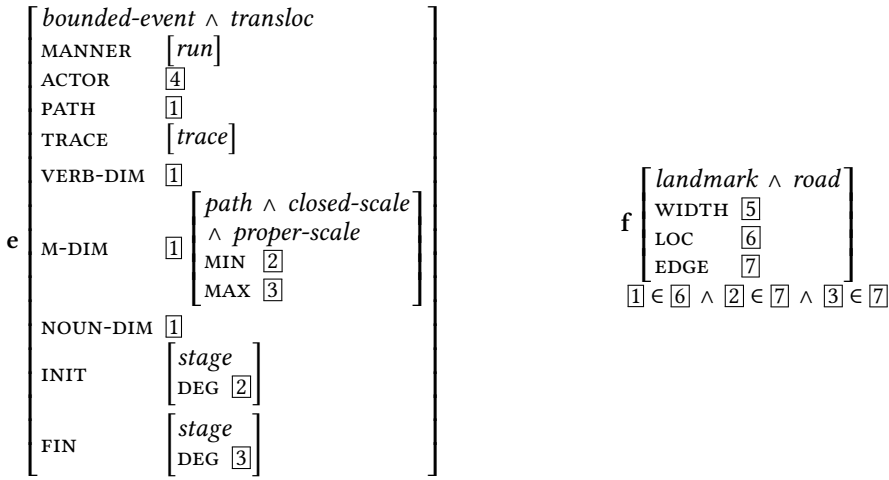 bounded-event ∧ transloc
MANNER [run]
ACTOR 4
PATH 1
TRACE [trace]
VERB-DIM 1
path ∧ closed-scale
∧ proper-scale
e M-DIM 1
MIN 2
MAX 3
NOUN-DIM 1
stage
INIT
DEG 2
stage
FIN
DEG 3
landmark ∧ road
f WIDTH 5
LOC 6
EDGE 7
1 ∈ 6 ∧ 2 ∈ 7 ∧ 3 ∈ 7